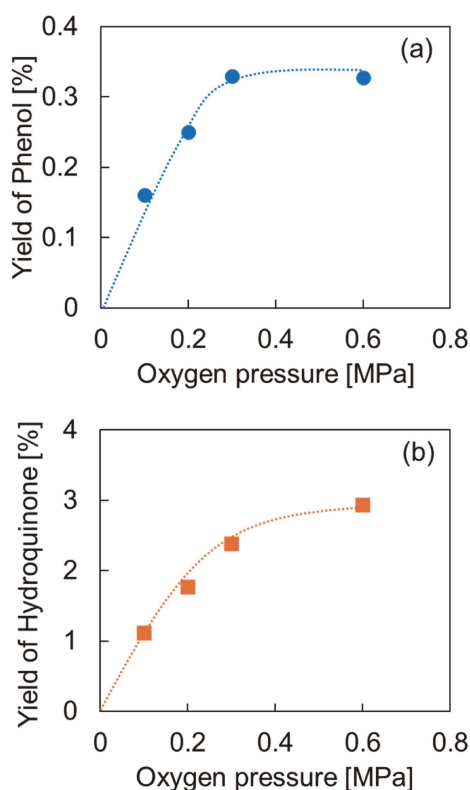 (a)
Yield of Phenol [%]
0.4
0.3
0.2
0.1
0
0 0.2 0.4 0.6 0.8
Oxygen pressure [MPa]
(b)
Yield of Hydroquinone [%]
4
3
2
1
0
0 0.2 0.4 0.6 0.8
Oxygen pressure [MPa]